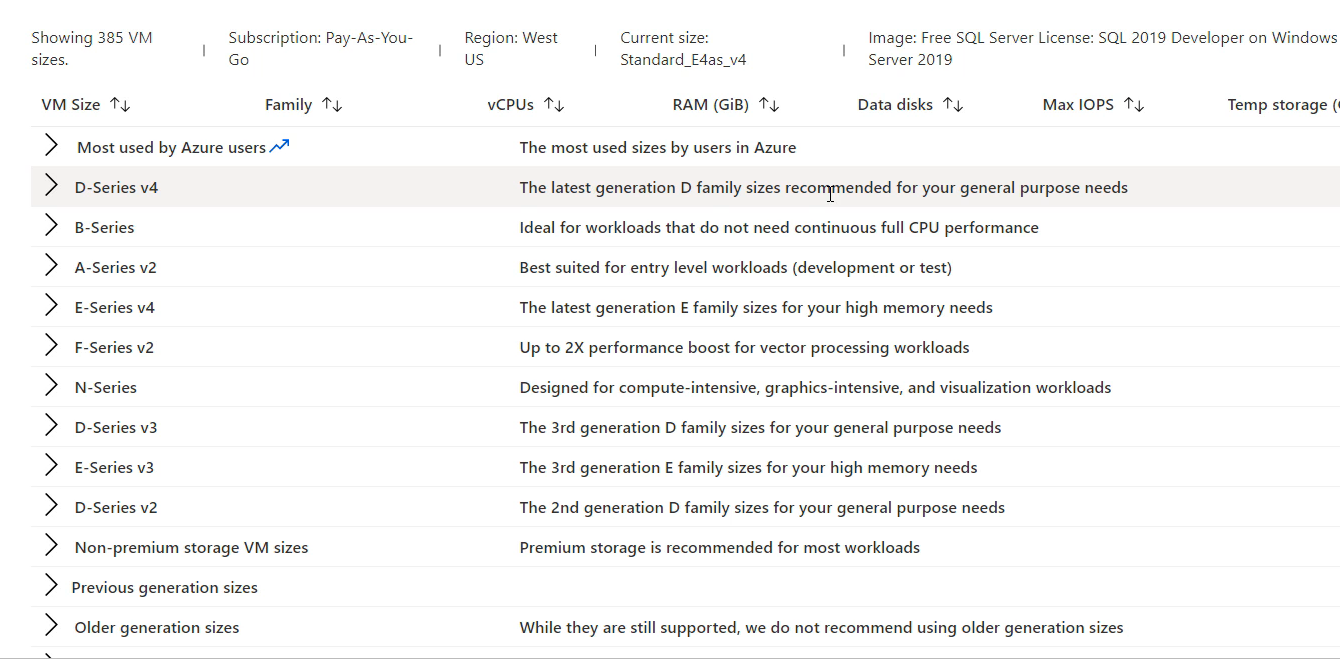 Showing 385 VM sizes. | Subscription: Pay-As-You-Go | Region: West US | Current size: Standard_E4as_v4 | Image: Free SQL Server License: SQL 2019 Developer on Windows Server 2019
VM Size ↑↓ Family ↑↓ vCPUs ↑↓ RAM (GiB) ↑↓ Data disks ↑↓ Max IOPS ↑↓ Temp storage (
Most used by Azure users The most used sizes by users in Azure
D-Series v4 The latest generation D family sizes recommended for your general purpose needs
B-Series Ideal for workloads that do not need continuous full CPU performance
A-Series v2 Best suited for entry level workloads (development or test)
E-Series v4 The latest generation E family sizes for your high memory needs
F-Series v2 Up to 2X performance boost for vector processing workloads
N-Series Designed for compute-intensive, graphics-intensive, and visualization workloads
D-Series v3 The 3rd generation D family sizes for your general purpose needs
E-Series v3 The 3rd generation E family sizes for your high memory needs
D-Series v2 The 2nd generation D family sizes for your general purpose needs
Non-premium storage VM sizes Premium storage is recommended for most workloads
Previous generation sizes
Older generation sizes While they are still supported, we do not recommend using older generation sizes